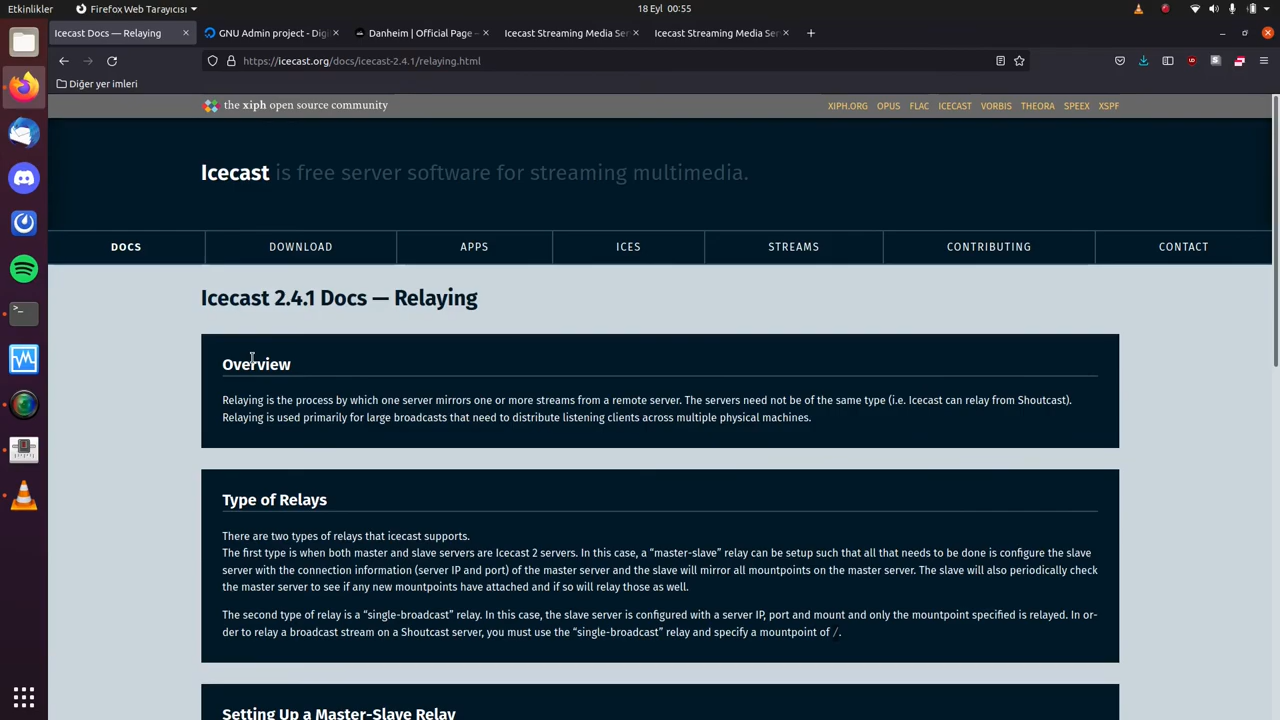 Etkinlikler
Firefox Web Tarayıcısı
18 Eyl 00:55
Icecast Docs — Relaying
GNU Admin project - Digi
Danheim | Official Page –
Icecast Streaming Media Ser
Icecast Streaming Media Ser
https://icecast.org/docs/icecast-2.4.1/relaying.html
Diğer yer imleri
the xiph open source community
XIPH.ORG OPUS FLAC ICECAST VORBIS THEORA SPEEX XSPF
Icecast is free server software for streaming multimedia.
DOCS DOWNLOAD APPS ICES STREAMS CONTRIBUTING CONTACT
Icecast 2.4.1 Docs — Relaying
Overview
Relaying is the process by which one server mirrors one or more streams from a remote server. The servers need not be of the same type (i.e. Icecast can relay from Shoutcast).
Relaying is used primarily for large broadcasts that need to distribute listening clients across multiple physical machines.
Type of Relays
There are two types of relays that icecast supports.
The first type is when both master and slave servers are Icecast 2 servers. In this case, a “master-slave” relay can be setup such that all that needs to be done is configure the slave
server with the connection information (server IP and port) of the master server and the slave will mirror all mountpoints on the master server. The slave will also periodically check
the master server to see if any new mountpoints have attached and if so will relay those as well.
The second type of relay is a “single-broadcast” relay. In this case, the slave server is configured with a server IP, port and mount and only the mountpoint specified is relayed. In or-
der to relay a broadcast stream on a Shoutcast server, you must use the “single-broadcast” relay and specify a mountpoint of /.
Setting Up a Master-Slave Relay